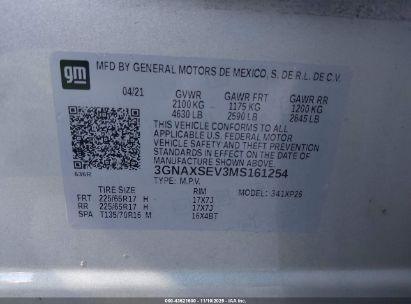 gm
MFD BY GENERAL MOTORS DE MEXICO, S. DE R.L. DE C.V.
04/21 GVWR GAWR FRT GAWR RR
2100 KG 1175 KG 1200 KG
4630 LB 2590 LB 2645 LB
THIS VEHICLE CONFORMS TO ALL
APPLICABLE U.S. FEDERAL MOTOR
VEHICLE SAFETY AND THEFT PREVENTION
STANDARDS IN EFFECT ON THE DATE OF
MANUFACTURE SHOWN ABOVE.
3GNAXSEV3MS161254
TYPE: M.P.V.
TIRE SIZE RIM MODEL:
FRT 225/65R17 H 17X7J
RR 225/65R17 H 17X7J
SPA T135/70R16 M 16X4BT